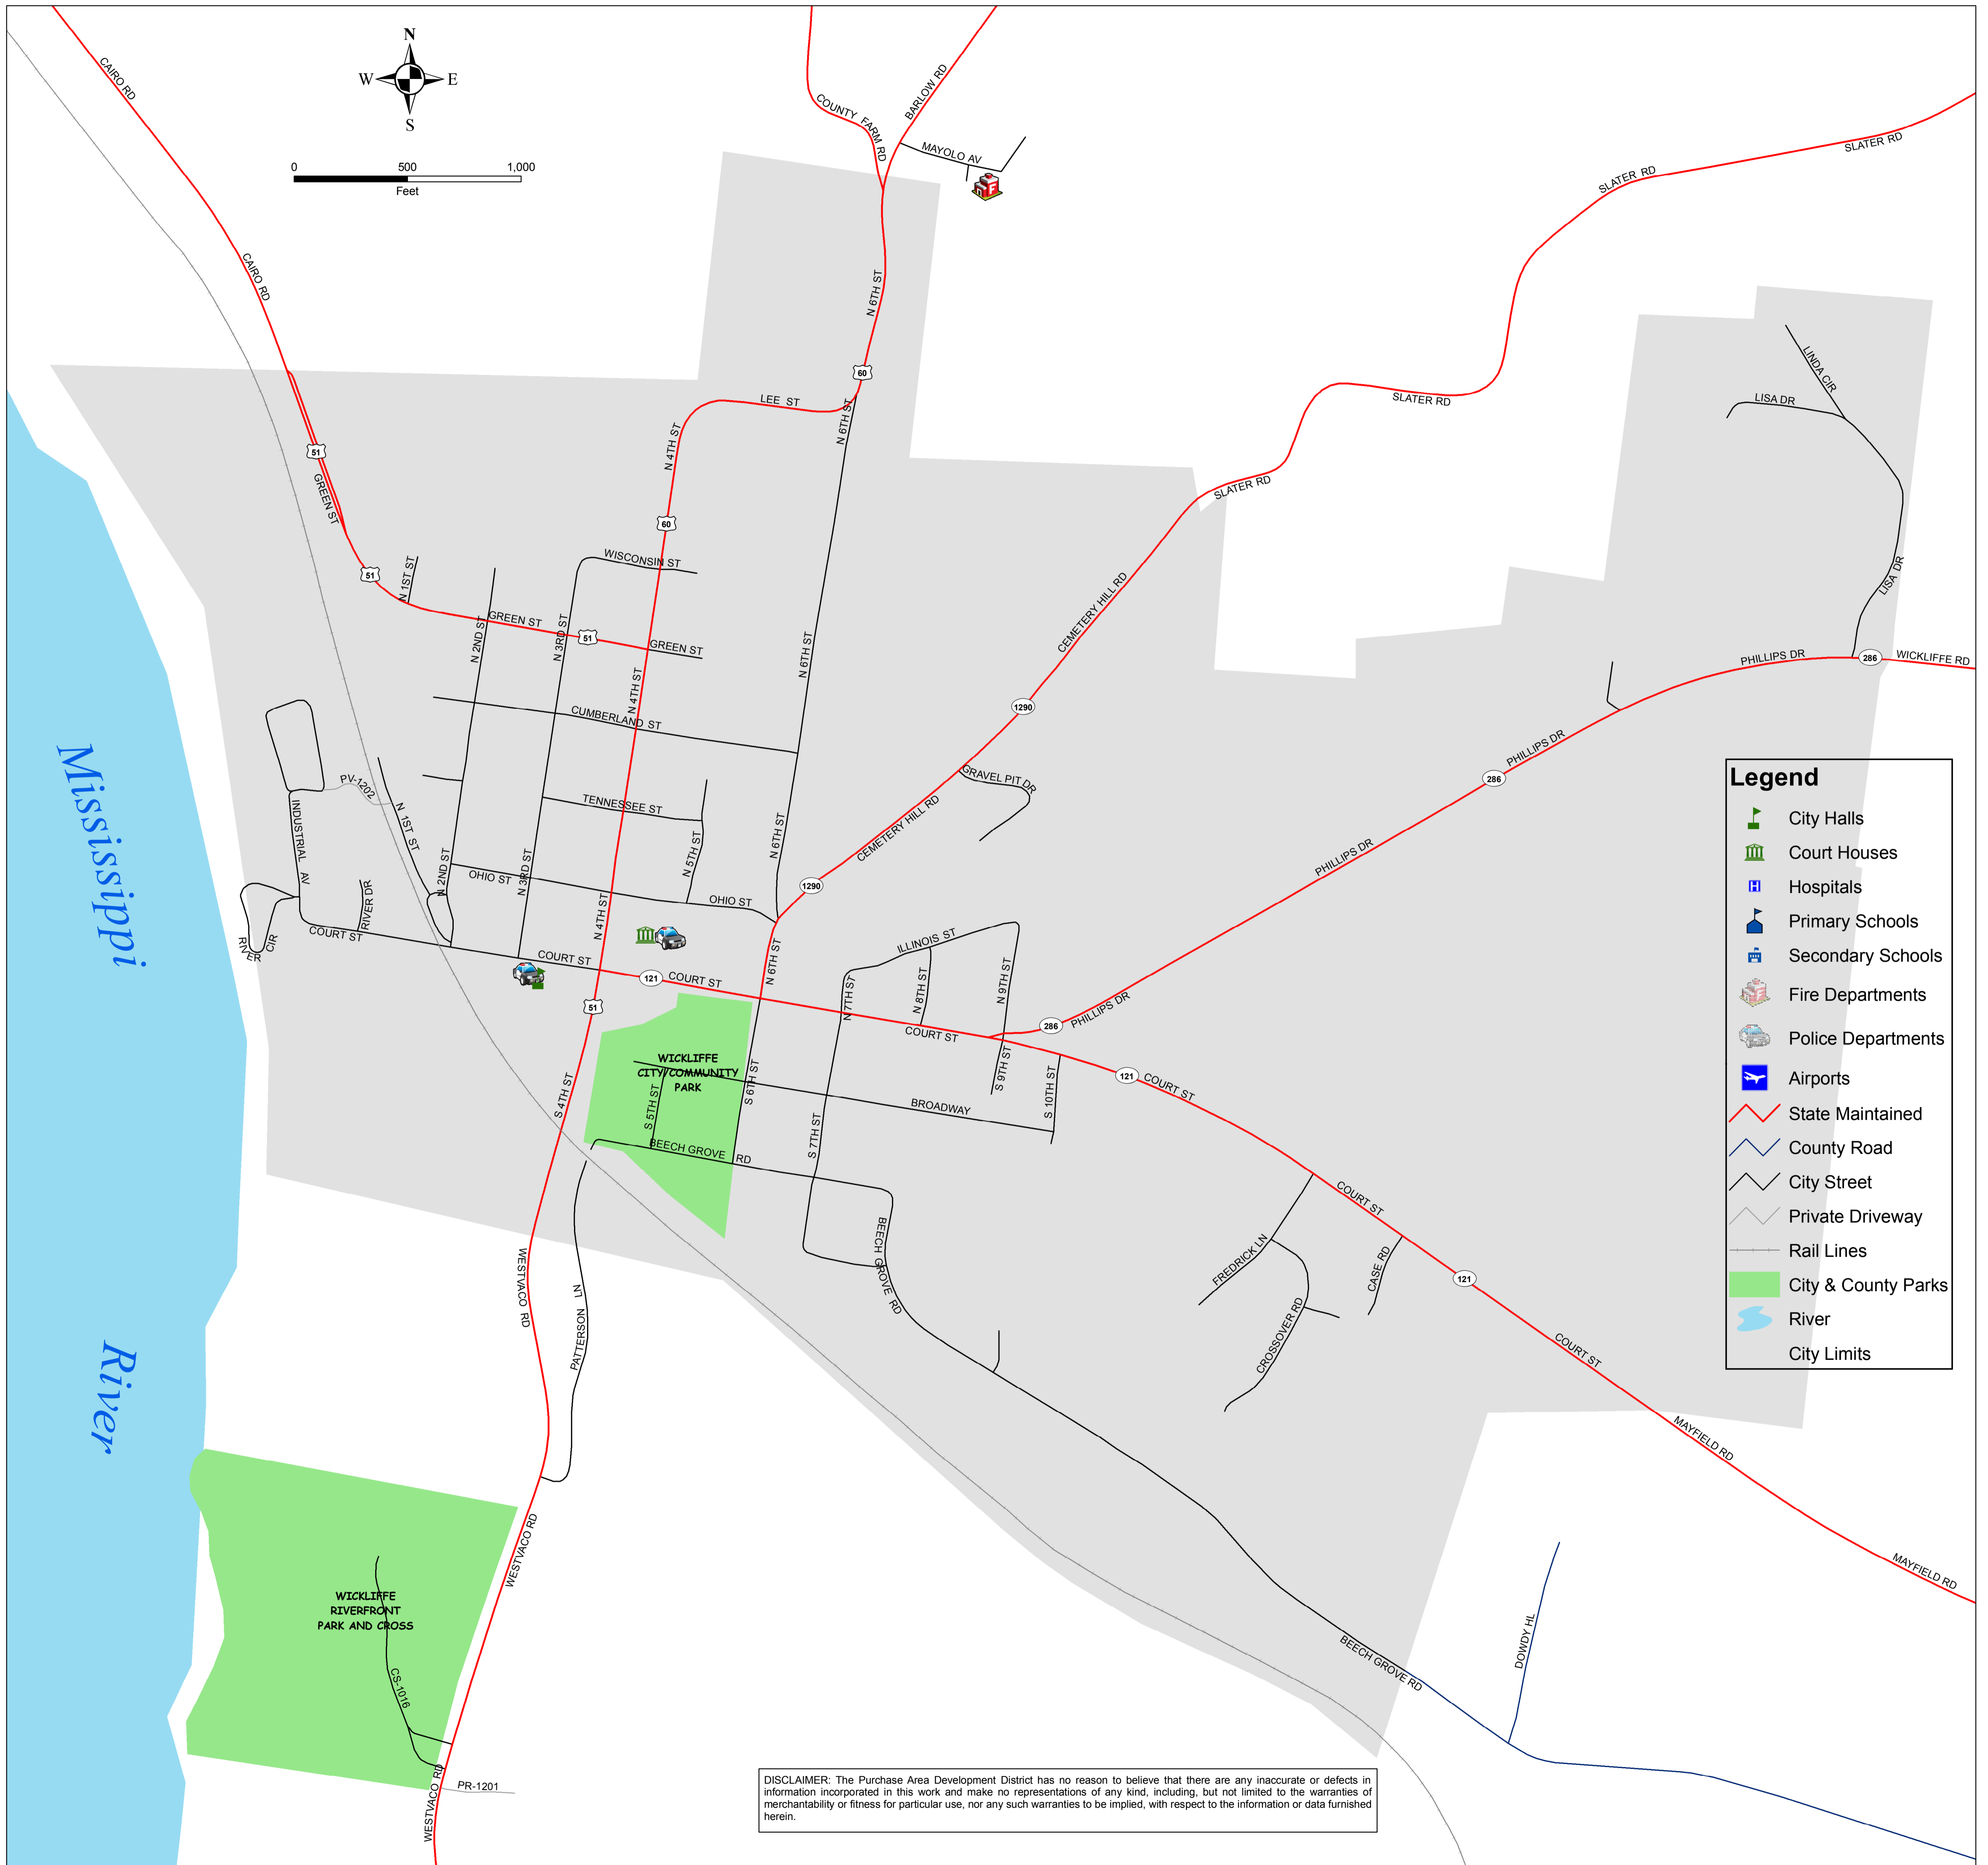 N
W E
S
0 500 1,000
Feet
CAIRO RD
CAIRO RD
COUNTY FARM RD
BARLOW RD
MAYOLO AV
F
SLATER RD
SLATER RD
SLATER RD
SLATER RD
N 6TH ST
60
LEE ST
N 6TH ST
N 4TH ST
60
LINDA CIR
LISA DR
LISA DR
51
GREEN ST
51
N 1ST ST
WISCONSIN ST
GREEN ST
51
GREEN ST
N 2ND ST
N 3RD ST
N 4TH ST
N 6TH ST
CUMBERLAND ST
CEMETERY HILL RD
1290
GRAVEL PIT DR
CEMETERY HILL RD
1290
PHILLIPS DR
286
WICKLIFFE RD
PHILLIPS DR
286
PHILLIPS DR
PHILLIPS DR
286
PV-1202
N 1ST ST
INDUSTRIAL AV
TENNESSEE ST
N 5TH ST
N 6TH ST
N 2ND ST
OHIO ST
N 3RD ST
OHIO ST
N 4TH ST
RIVER DR
COURT ST
RIVER CIR
COURT ST
121
COURT ST
N 6TH ST
ILLINOIS ST
N 7TH ST
N 8TH ST
N 9TH ST
COURT ST
51
WICKLIFFE
CITY/COMMUNITY
PARK
S 4TH ST
S 5TH ST
S 6TH ST
S 7TH ST
S 9TH ST
S 10TH ST
BROADWAY
121
COURT ST
BEECH GROVE RD
BEECH GROVE RD
COURT ST
FREDRICK LN
CASE RD
CROSSOVER RD
121
COURT ST
MAYFIELD RD
MAYFIELD RD
WESTVACO RD
PATTERSON LN
WESTVACO RD
Mississippi
River
WICKLIFFE
RIVERFRONT
PARK AND CROSS
CS-1016
WESTVACO RD
PR-1201
BEECH GROVE RD
DOWDY HL
Legend
City Halls
Court Houses
H Hospitals
Primary Schools
Secondary Schools
Fire Departments
Police Departments
Airports
State Maintained
County Road
City Street
Private Driveway
Rail Lines
City & County Parks
River
City Limits
DISCLAIMER: The Purchase Area Development District has no reason to believe that there are any inaccurate or defects in
information incorporated in this work and make no representations of any kind, including, but not limited to the warranties of
merchantability or fitness for particular use, nor any such warranties to be implied, with respect to the information or data furnished
herein.